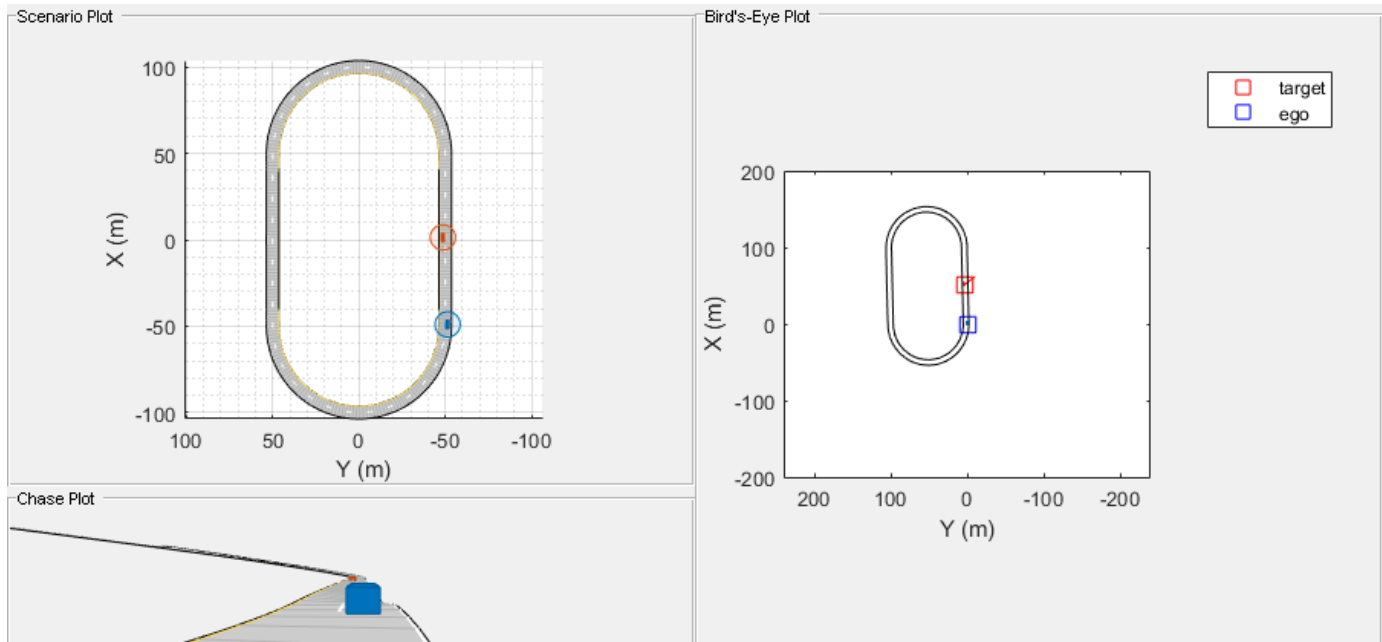 Scenario Plot
100
50
0
-50
-100
X (m)
100 50 0 -50 -100
Y (m)
Chase Plot
Bird's-Eye Plot
target
ego
200
100
0
-100
-200
X (m)
200 100 0 -100 -200
Y (m)